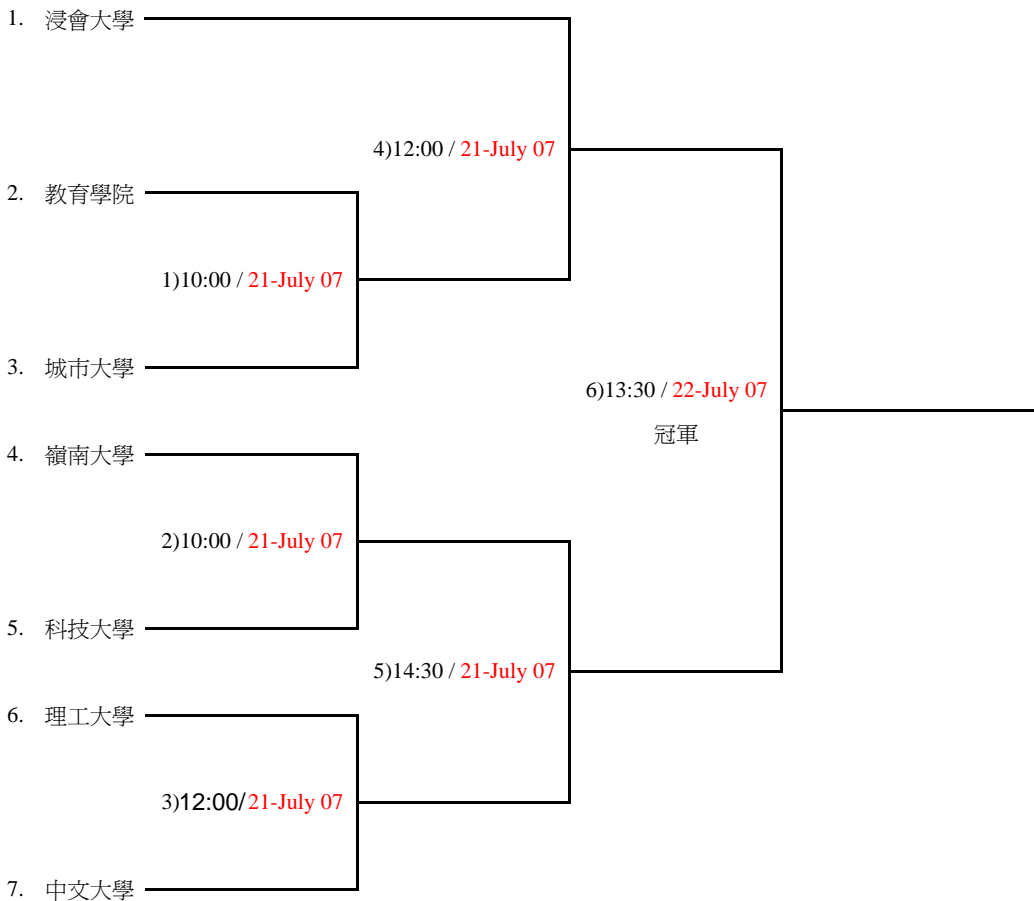 1. 浸會大學
4)12:00 / 21-July 07
2. 教育學院
1)10:00 / 21-July 07
3. 城市大學
6)13:30 / 22-July 07
冠軍
4. 嶺南大學
2)10:00 / 21-July 07
5. 科技大學
5)14:30 / 21-July 07
6. 理工大學
3)12:00/ 21-July 07
7. 中文大學